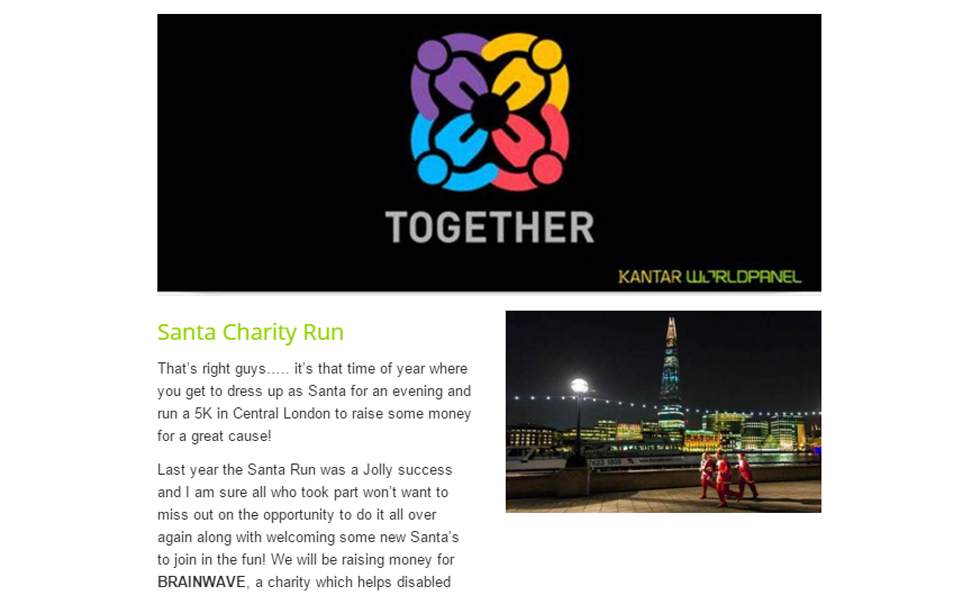 TOGETHER
KANTAR WORLDPANEL
Santa Charity Run
That's right guys..... it's that time of year where
you get to dress up as Santa for an evening and
run a 5K in Central London to raise some money
for a great cause!
Last year the Santa Run was a Jolly success
and I am sure all who took part won't want to
miss out on the opportunity to do it all over
again along with welcoming some new Santa's
to join in the fun! We will be raising money for
BRAINWAVE, a charity which helps disabled